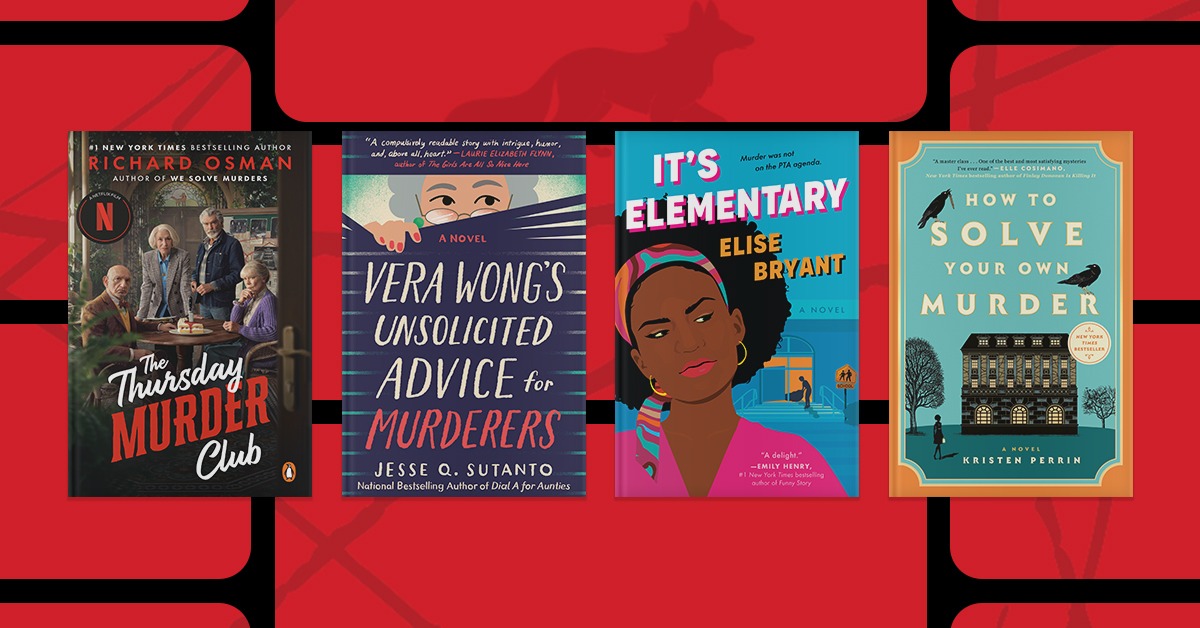 #1 NEW YORK TIMES BESTSELLING AUTHOR
RICHARD OSMAN
AUTHOR OF WE SOLVE MURDERS
A NETFLIX FILM
N
The
Thursday
MURDER
Club
"A compulsively readable story with intrigue, humor,
and, above all, heart."—LAURIE ELIZABETH FLYNN,
author of The Girls Are All So Nice Here
A NOVEL
VERA WONG'S
UNSOLICITED
ADVICE for
MURDERERS
JESSE Q. SUTANTO
National Bestselling Author of Dial A for Aunties
IT'S
ELEMENTARY
Murder was not
on the PTA agenda.
ELISE
BRYANT
A NOVEL
SCHOOL
"A delight."
—EMILY HENRY,
#1 New York Times bestselling
author of Funny Story
"A master class . . . One of the best and most satisfying mysteries
I've ever read."—ELLE COSIMANO,
New York Times bestselling author of Finlay Donovan Is Killing It
HOW TO
SOLVE
YOUR OWN
MURDER
NEW YORK
TIMES
BESTSELLER
A NOVEL
KRISTEN PERRIN